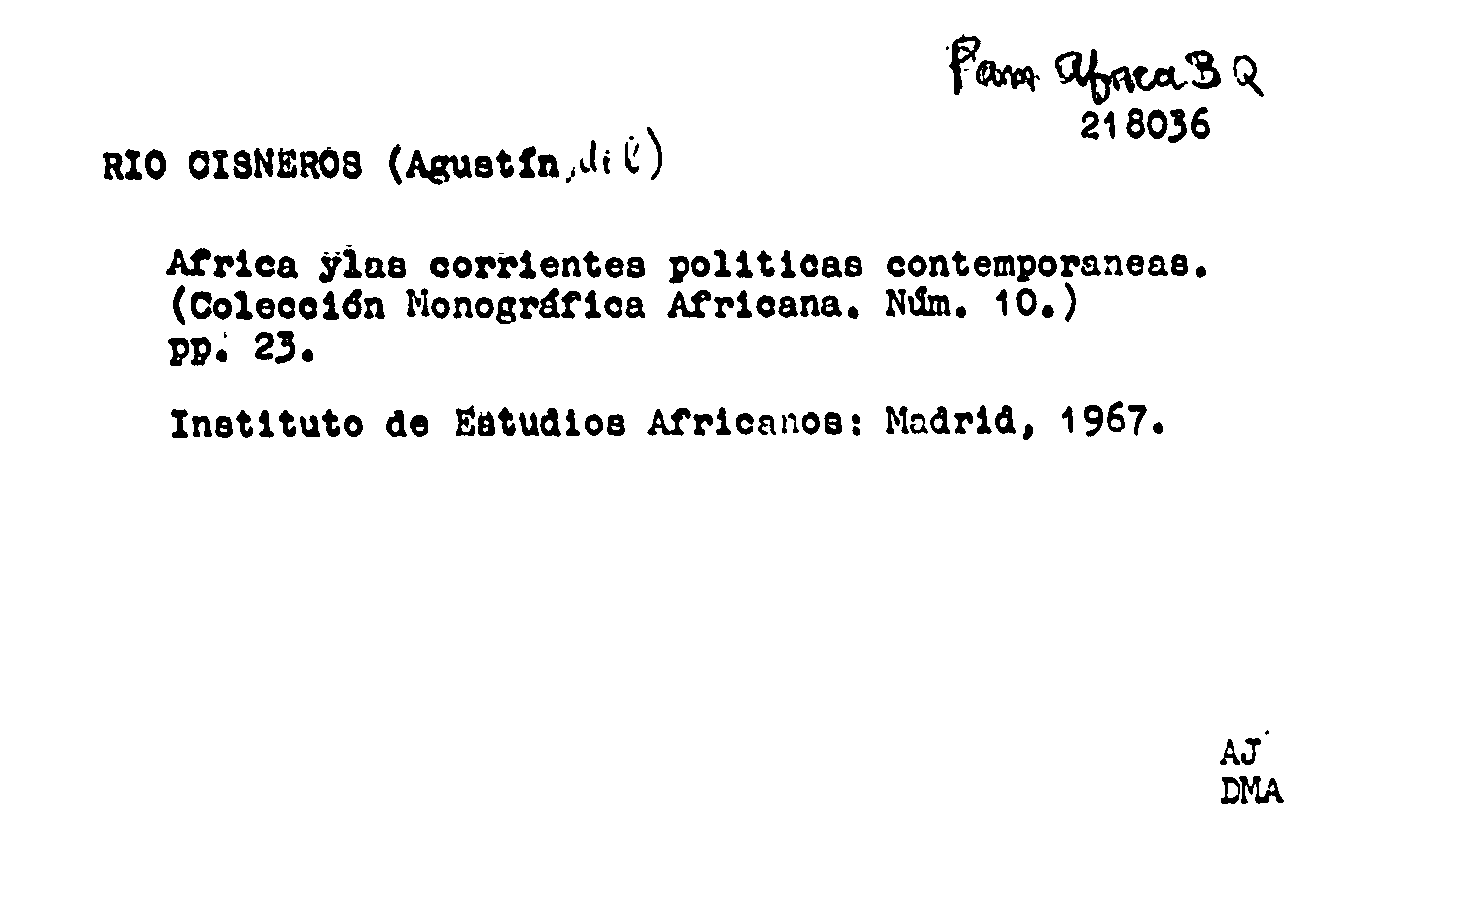 Pam Africa B Q
218036
RIO CISNEROS (Agustín, del)
Africa ylas corrientes politicas contemporaneas.
(Colección Monográfica Africana. Núm. 10.)
pp. 23.
Instituto de Estudios Africanos: Madrid, 1967.
AJ
DMA